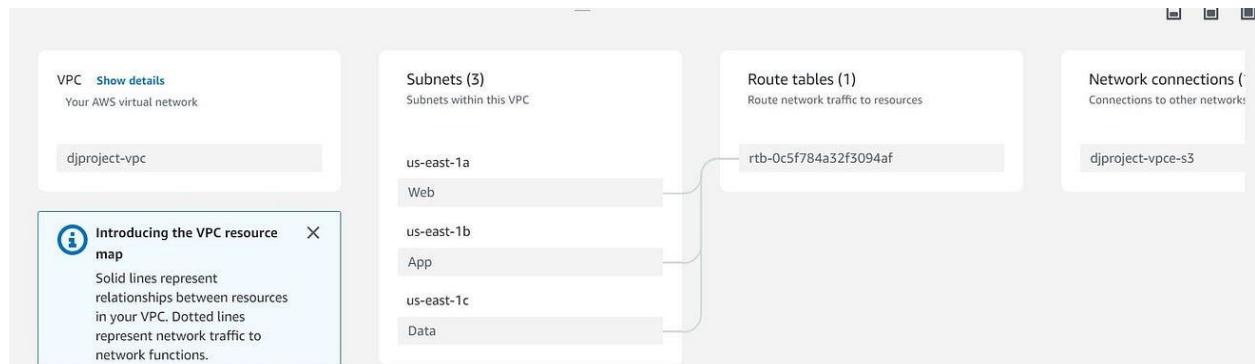 VPC Show details
Your AWS virtual network
djproject-vpc
Introducing the VPC resource
map
Solid lines represent
relationships between resources
in your VPC. Dotted lines
represent network traffic to
network functions.
Subnets (3)
Subnets within this VPC
us-east-1a
Web
us-east-1b
App
us-east-1c
Data
Route tables (1)
Route network traffic to resources
rtb-0c5f784a32f3094af
Network connections (
Connections to other networks
djproject-vpce-s3